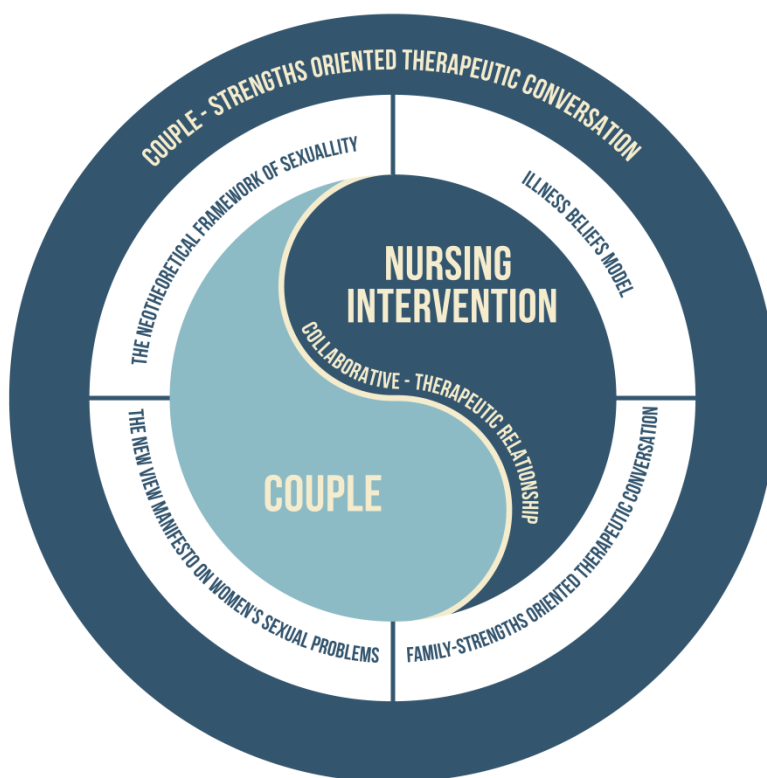 COUPLE - STRENGTHS ORIENTED THERAPEUTIC CONVERSATION
THE NEOTHEORETICAL FRAMEWORK OF SEXUALLITY
ILLNESS BELIEFS MODEL
NURSING
INTERVENTION
COLLABORATIVE - THERAPEUTIC RELATIONSHIP
COUPLE
THE NEW VIEW MANIFESTO ON WOMEN'S SEXUAL PROBLEMS
FAMILY-STRENGTHS ORIENTED THERAPEUTIC CONVERSATION